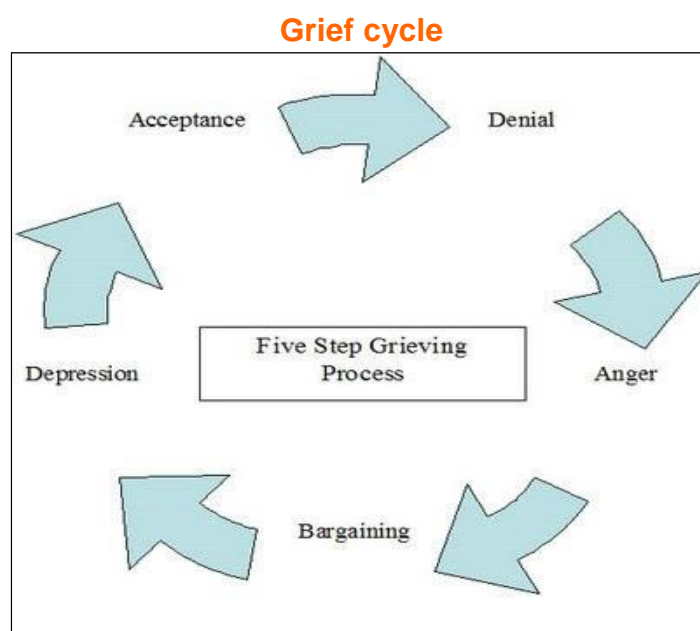 Grief cycle
Acceptance
Denial
Depression
Five Step Grieving
Process
Anger
Bargaining